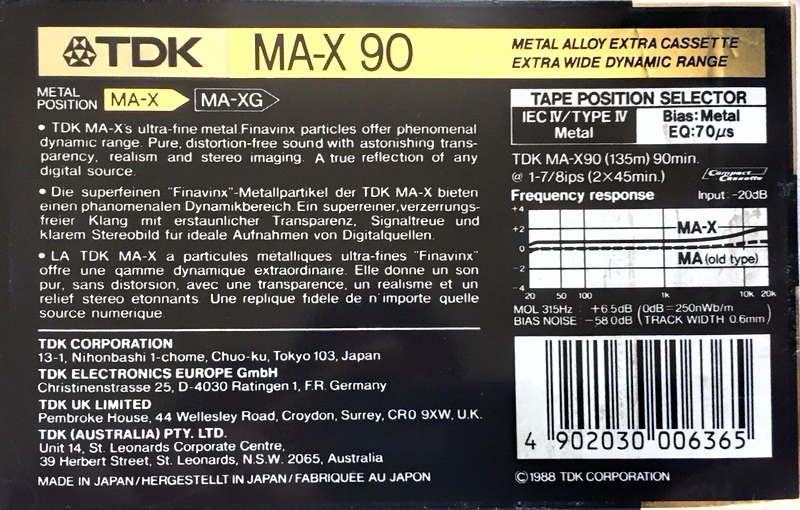 TDK MA-X 90
METAL ALLOY EXTRA CASSETTE
EXTRA WIDE DYNAMIC RANGE
METAL
POSITION
MA-X
MA-XG
• TDK MA-X's ultra-fine metal Finavinx particles offer phenomenal
dynamic range. Pure, distortion-free sound with astonishing trans-
parency, realism and stereo imaging. A true reflection of any
digital source.
• Die superfeinen "Finavinx"-Metallpartikel der TDK MA-X bieten
einen phanomenalen Dynamikbereich. Ein superreiner, verzerrungs-
freier Klang mit erstaunlicher Transparenz, Signaltreue und
klarem Stereobild für ideale Aufnahmen von Digitalquellen.
• LA TDK MA-X a particules métalliques ultra-fines "Finavinx"
offre une qamme dynamique extraordinaire. Elle donne un son
pur, sans distorsion, avec une transparence, un realisme et un
relief stereo etonnants. Une replique fidèle de n'importe quelle
source numerique.
TDK CORPORATION
13-1, Nihonbashi 1-chome, Chuo-ku, Tokyo 103, Japan
TDK ELECTRONICS EUROPE GmbH
Christinenstrasse 25, D-4030 Ratingen 1, F.R. Germany
TDK UK LIMITED
Pembroke House, 44 Wellesley Road, Croydon, Surrey, CR0 9XW, U.K.
TDK (AUSTRALIA) PTY. LTD.
Unit 14, St. Leonards Corporate Centre,
39 Herbert Street, St. Leonards, N.S.W. 2065, Australia
MADE IN JAPAN/HERGESTELLT IN JAPAN/FABRIQUÉE AU JAPON
TAPE POSITION SELECTOR
IEC IV/TYPE IV
Metal
Bias: Metal
EQ: 70μs
TDK MA-X90 (135m) 90min.
@ 1-7/8ips (2×45min.)
Compact Cassette
Frequency response
Input: -20dB
+4
+2
0
-2
-4
MA-X
MA (old type)
20 50 100 1k 10k 20k
MOL 315Hz : +6.5dB (0dB=250nWb/m
BIAS NOISE : -58.0dB (TRACK WIDTH 0.6mm)
4 902030 006365
©1988 TDK CORPORATION